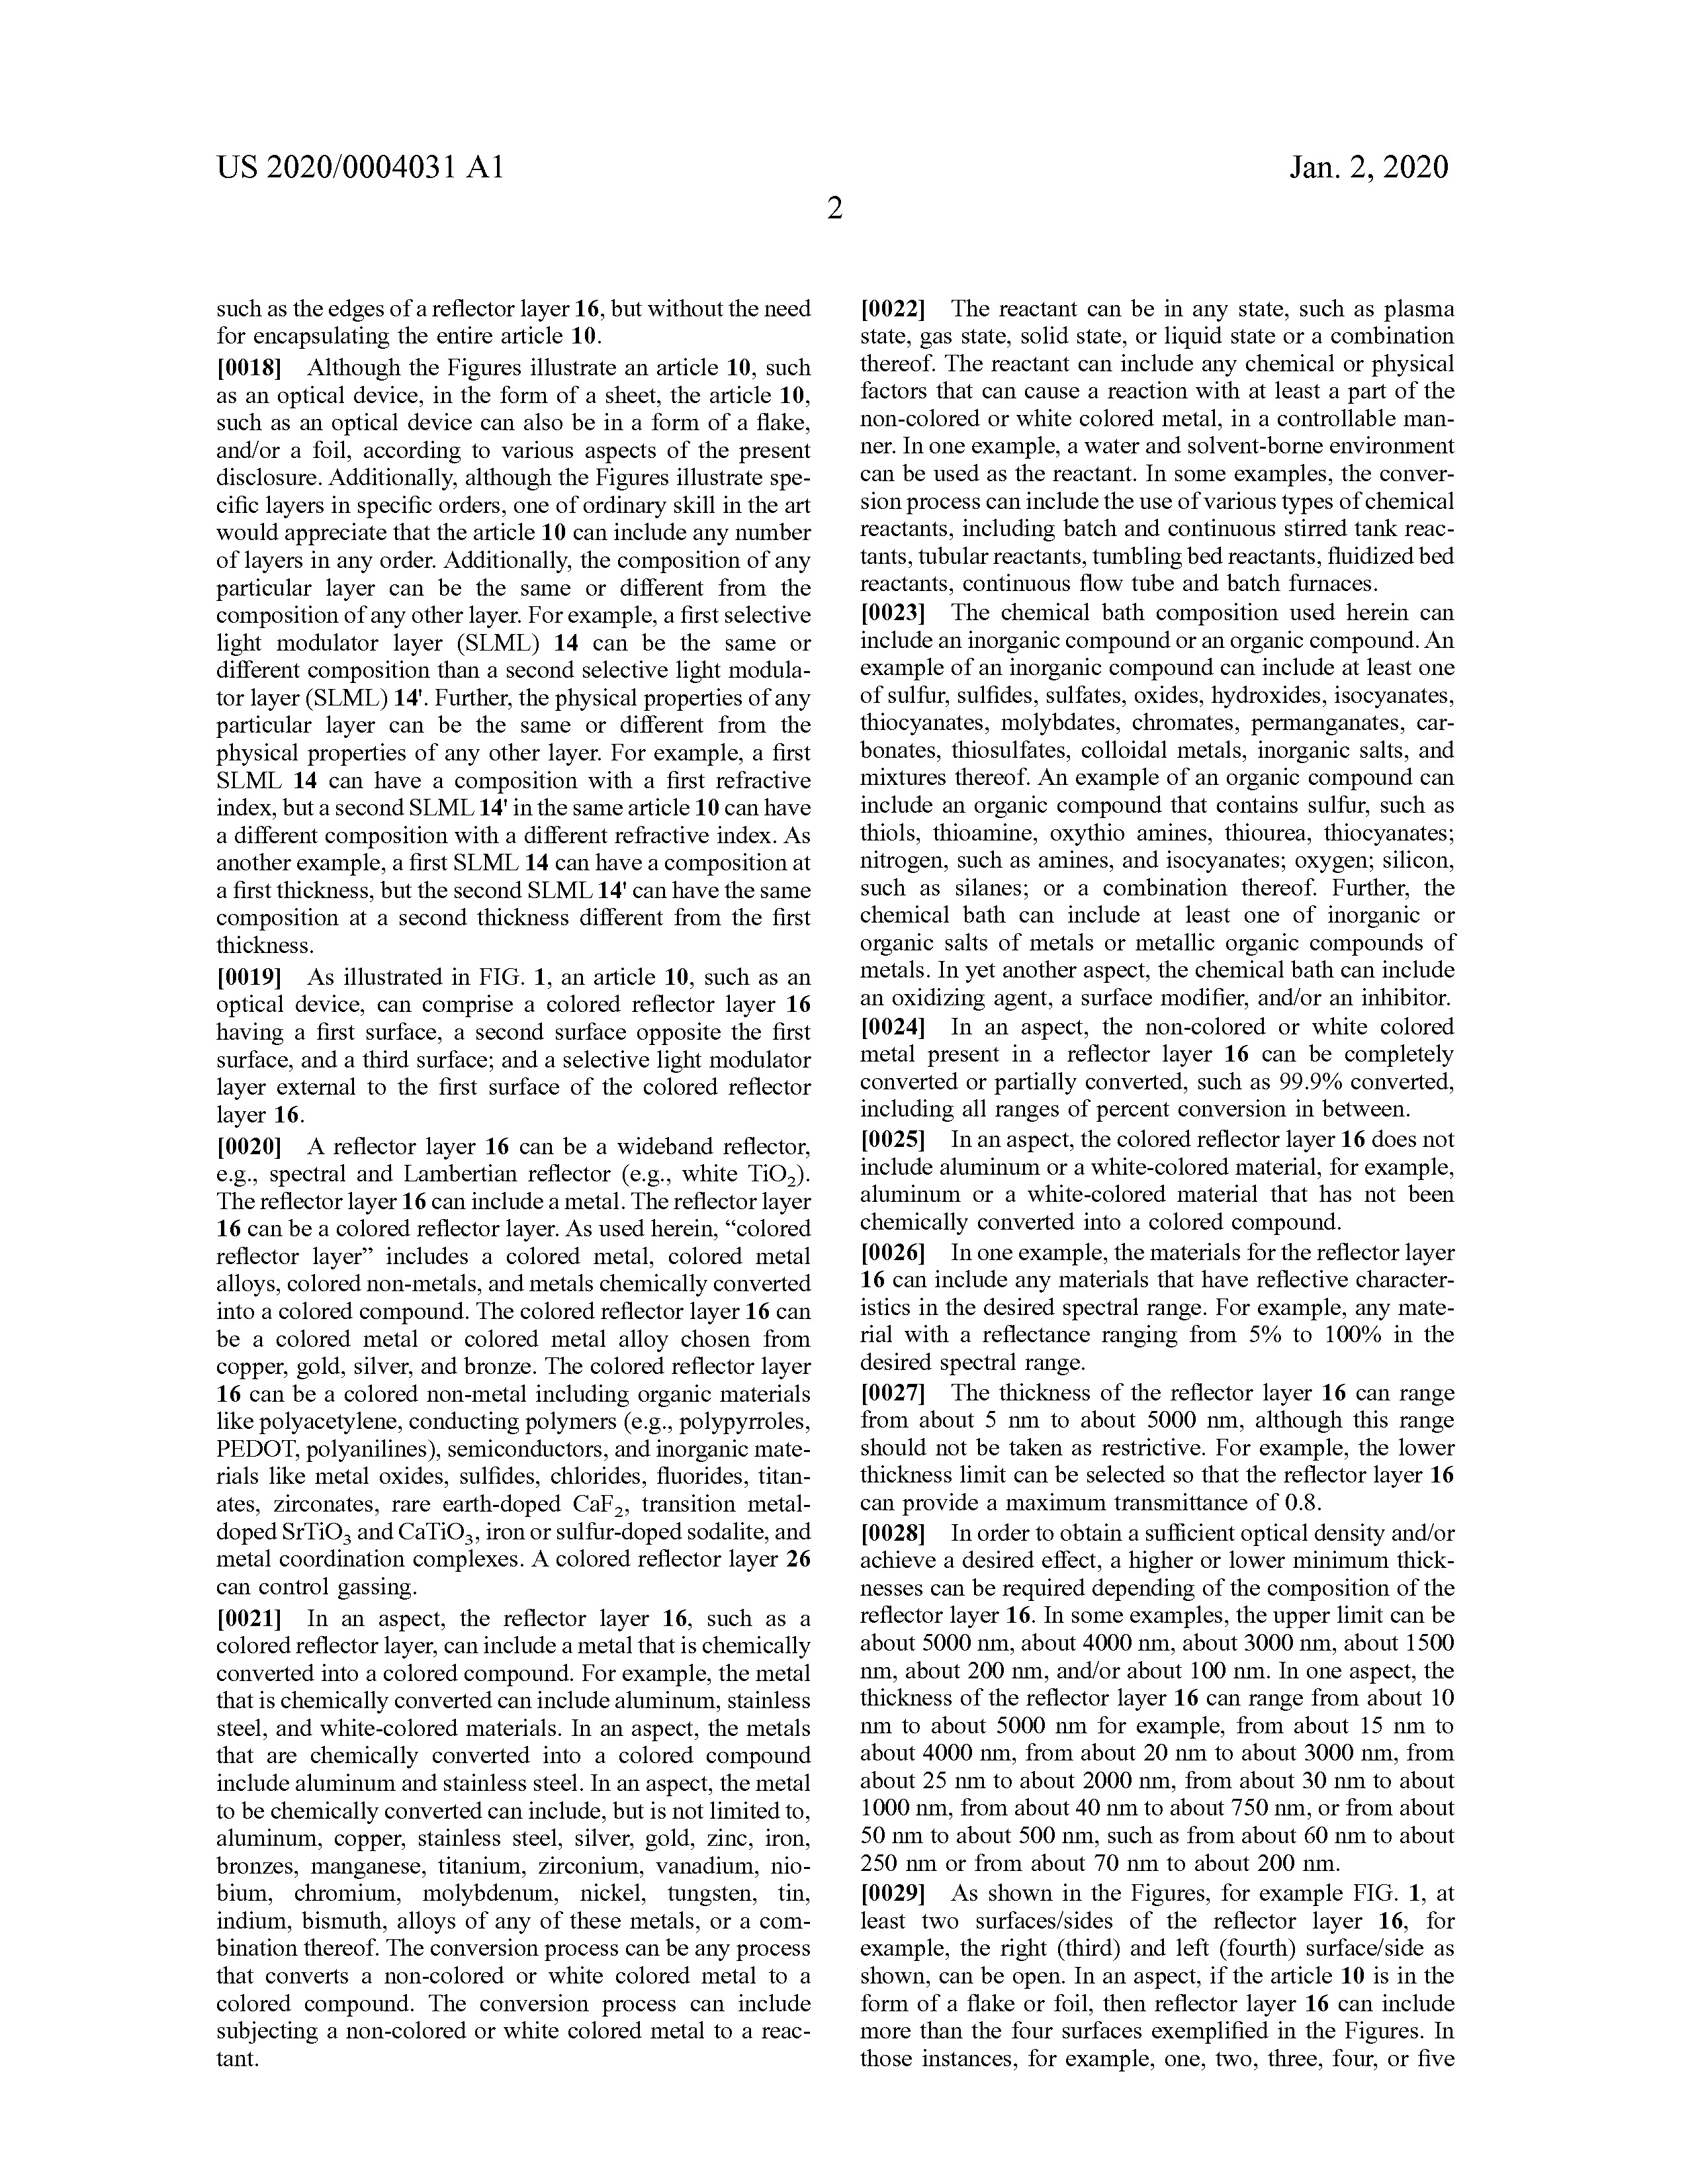 US 2020/0004031 A1
Jan. 2, 2020
2
such as the edges of a reflector layer 16, but without the need
for encapsulating the entire article 10.
[0018] Although the Figures illustrate an article 10, such
as an optical device, in the form of a sheet, the article 10,
such as an optical device can also be in a form of a flake,
and/or a foil, according to various aspects of the present
disclosure. Additionally, although the Figures illustrate spe-
cific layers in specific orders, one of ordinary skill in the art
would appreciate that the article 10 can include any number
of layers in any order. Additionally, the composition of any
particular layer can be the same or different from the
composition of any other layer. For example, a first selective
light modulator layer (SLML) 14 can be the same or
different composition than a second selective light modula-
tor layer (SLML) 14'. Further, the physical properties of any
particular layer can be the same or different from the
physical properties of any other layer. For example, a first
SLML 14 can have a composition with a first refractive
index, but a second SLML 14' in the same article 10 can have
a different composition with a different refractive index. As
another example, a first SLML 14 can have a composition at
a first thickness, but the second SLML 14' can have the same
composition at a second thickness different from the first
thickness.
[0019] As illustrated in FIG. 1, an article 10, such as an
optical device, can comprise a colored reflector layer 16
having a first surface, a second surface opposite the first
surface, and a third surface; and a selective light modulator
layer external to the first surface of the colored reflector
layer 16.
[0020] A reflector layer 16 can be a wideband reflector,
e.g., spectral and Lambertian reflector (e.g., white TiO₂).
The reflector layer 16 can include a metal. The reflector layer
16 can be a colored reflector layer. As used herein, “colored
reflector layer” includes a colored metal, colored metal
alloys, colored non-metals, and metals chemically converted
into a colored compound. The colored reflector layer 16 can
be a colored metal or colored metal alloy chosen from
copper, gold, silver, and bronze. The colored reflector layer
16 can be a colored non-metal including organic materials
like polyacetylene, conducting polymers (e.g., polypyrroles,
PEDOT, polyanilines), semiconductors, and inorganic mate-
rials like metal oxides, sulfides, chlorides, fluorides, titan-
ates, zirconates, rare earth-doped CaF₂, transition metal-
doped SrTiO₃ and CaTiO₃, iron or sulfur-doped sodalite, and
metal coordination complexes. A colored reflector layer 26
can control gassing.
[0021] In an aspect, the reflector layer 16, such as a
colored reflector layer, can include a metal that is chemically
converted into a colored compound. For example, the metal
that is chemically converted can include aluminum, stainless
steel, and white-colored materials. In an aspect, the metals
that are chemically converted into a colored compound
include aluminum and stainless steel. In an aspect, the metal
to be chemically converted can include, but is not limited to,
aluminum, copper, stainless steel, silver, gold, zinc, iron,
bronzes, manganese, titanium, zirconium, vanadium, nio-
bium, chromium, molybdenum, nickel, tungsten, tin,
indium, bismuth, alloys of any of these metals, or a com-
bination thereof. The conversion process can be any process
that converts a non-colored or white colored metal to a
colored compound. The conversion process can include
subjecting a non-colored or white colored metal to a reac-
tant.
[0022] The reactant can be in any state, such as plasma
state, gas state, solid state, or liquid state or a combination
thereof. The reactant can include any chemical or physical
factors that can cause a reaction with at least a part of the
non-colored or white colored metal, in a controllable man-
ner. In one example, a water and solvent-borne environment
can be used as the reactant. In some examples, the conver-
sion process can include the use of various types of chemical
reactants, including batch and continuous stirred tank reac-
tants, tubular reactants, tumbling bed reactants, fluidized bed
reactants, continuous flow tube and batch furnaces.
[0023] The chemical bath composition used herein can
include an inorganic compound or an organic compound. An
example of an inorganic compound can include at least one
of sulfur, sulfides, sulfates, oxides, hydroxides, isocyanates,
thiocyanates, molybdates, chromates, permanganates, car-
bonates, thiosulfates, colloidal metals, inorganic salts, and
mixtures thereof. An example of an organic compound can
include an organic compound that contains sulfur, such as
thiols, thioamine, oxythio amines, thiourea, thiocyanates;
nitrogen, such as amines, and isocyanates; oxygen; silicon,
such as silanes; or a combination thereof. Further, the
chemical bath can include at least one of inorganic or
organic salts of metals or metallic organic compounds of
metals. In yet another aspect, the chemical bath can include
an oxidizing agent, a surface modifier, and/or an inhibitor.
[0024] In an aspect, the non-colored or white colored
metal present in a reflector layer 16 can be completely
converted or partially converted, such as 99.9% converted,
including all ranges of percent conversion in between.
[0025] In an aspect, the colored reflector layer 16 does not
include aluminum or a white-colored material, for example,
aluminum or a white-colored material that has not been
chemically converted into a colored compound.
[0026] In one example, the materials for the reflector layer
16 can include any materials that have reflective character-
istics in the desired spectral range. For example, any mate-
rial with a reflectance ranging from 5% to 100% in the
desired spectral range.
[0027] The thickness of the reflector layer 16 can range
from about 5 nm to about 5000 nm, although this range
should not be taken as restrictive. For example, the lower
thickness limit can be selected so that the reflector layer 16
can provide a maximum transmittance of 0.8.
[0028] In order to obtain a sufficient optical density and/or
achieve a desired effect, a higher or lower minimum thick-
nesses can be required depending of the composition of the
reflector layer 16. In some examples, the upper limit can be
about 5000 nm, about 4000 nm, about 3000 nm, about 1500
nm, about 200 nm, and/or about 100 nm. In one aspect, the
thickness of the reflector layer 16 can range from about 10
nm to about 5000 nm for example, from about 15 nm to
about 4000 nm, from about 20 nm to about 3000 nm, from
about 25 nm to about 2000 nm, from about 30 nm to about
1000 nm, from about 40 nm to about 750 nm, or from about
50 nm to about 500 nm, such as from about 60 nm to about
250 nm or from about 70 nm to about 200 nm.
[0029] As shown in the Figures, for example FIG. 1, at
least two surfaces/sides of the reflector layer 16, for
example, the right (third) and left (fourth) surface/side as
shown, can be open. In an aspect, if the article 10 is in the
form of a flake or foil, then reflector layer 16 can include
more than the four surfaces exemplified in the Figures. In
those instances, for example, one, two, three, four, or five